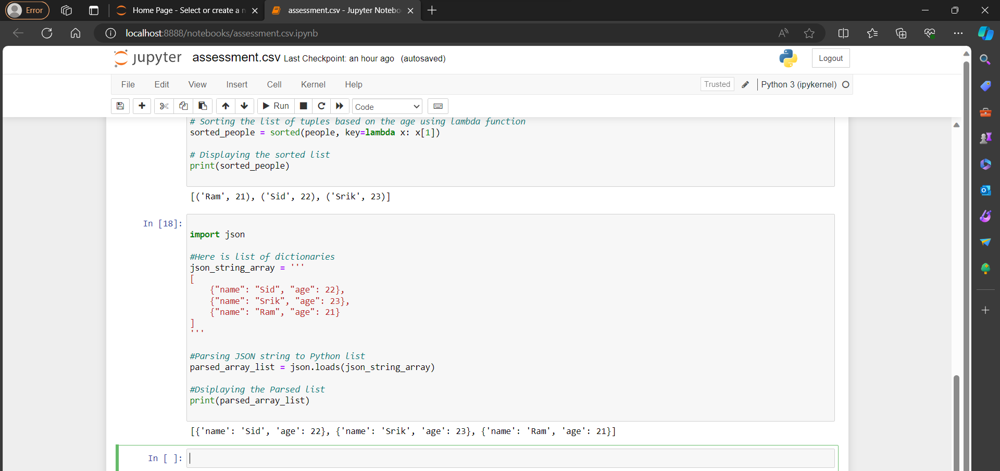 Error
Home Page - Select or create a n
assessment.csv - Jupyter Notebo
localhost:8888/notebooks/assessment.csv.ipynb
jupyter assessment.csv Last Checkpoint: an hour ago (autosaved)
Logout
File Edit View Insert Cell Kernel Help
Trusted Python 3 (ipykernel)
Run Code
# Sorting the list of tuples based on the age using lambda function
sorted_people = sorted(people, key=lambda x: x[1])
# Displaying the sorted list
print(sorted_people)
[('Ram', 21), ('Sid', 22), ('Srik', 23)]
In [18]:
import json
#Here is list of dictionaries
json_string_array = '''
[
    {"name": "Sid", "age": 22},
    {"name": "Srik", "age": 23},
    {"name": "Ram", "age": 21}
]
'''
#Parsing JSON string to Python list
parsed_array_list = json.loads(json_string_array)
#Dsiplaying the Parsed list
print(parsed_array_list)
[{'name': 'Sid', 'age': 22}, {'name': 'Srik', 'age': 23}, {'name': 'Ram', 'age': 21}]
In [ ]: